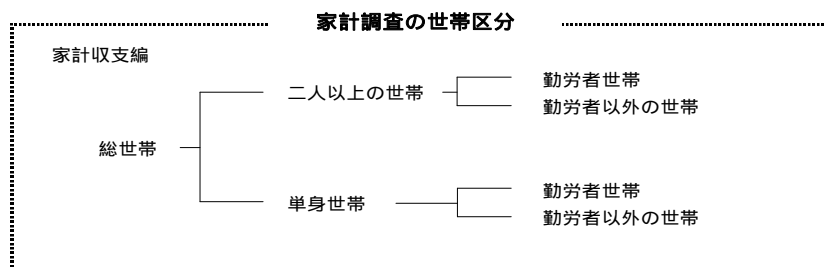 家計調査の世帯区分
家計収支編
総世帯
二人以上の世帯
勤労者世帯
勤労者以外の世帯
単身世帯
勤労者世帯
勤労者以外の世帯